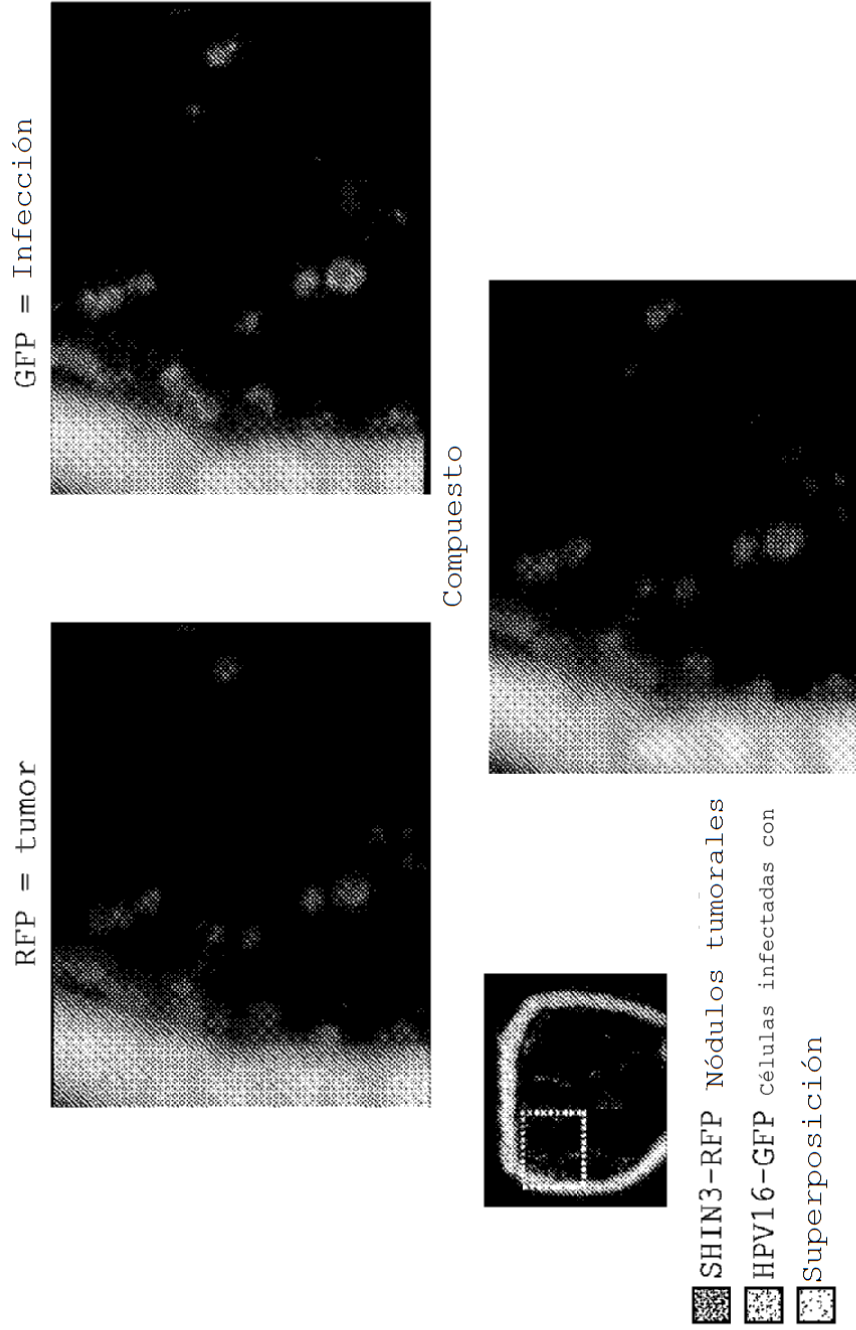 RFP = tumor
GFP = Infección
Compuesto
SHIN3-RFP Nódulos tumorales
HPV16-GFP Células infectadas con
Superposición